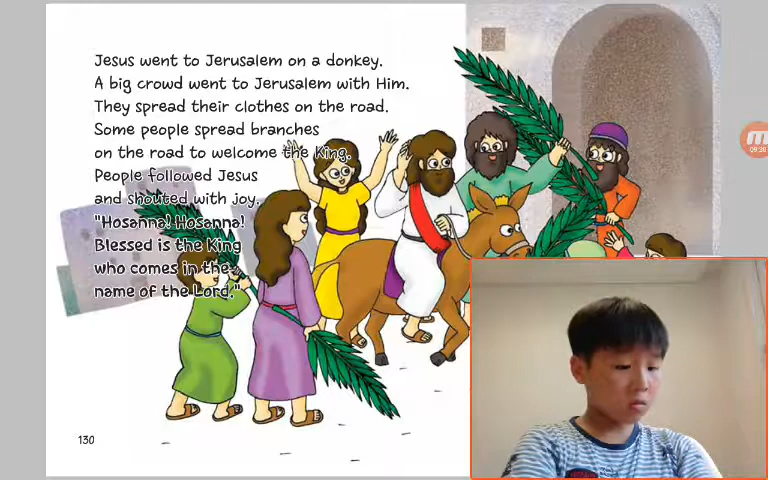 Jesus went to Jerusalem on a donkey.
A big crowd went to Jerusalem with Him.
They spread their clothes on the road.
Some people spread branches
on the road to welcome the King.
People followed Jesus
and shouted with joy.
"Hosanna! Hosanna!
Blessed is the King
who comes in the
name of the Lord."
130
M